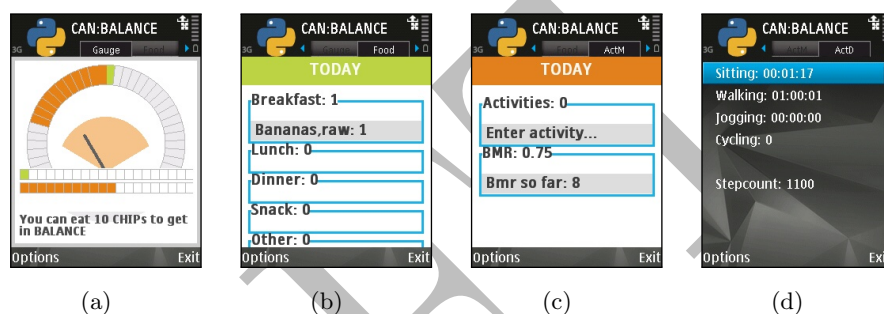 CAN:BALANCE
3G
Gauge Food
You can eat 10 CHIPs to get
in BALANCE
Options Exit
(a)
CAN:BALANCE
3G
Gauge Food
TODAY
Breakfast: 1
Bananas,raw: 1
Lunch: 0
Dinner: 0
Snack: 0
Other: 0
Options Exit
(b)
CAN:BALANCE
3G
Food ActM
TODAY
Activities: 0
Enter activity...
BMR: 0.75
Bmr so far: 8
Options Exit
(c)
CAN:BALANCE
3G
ActM ActD
Sitting: 00:01:17
Walking: 01:00:01
Jogging: 00:00:00
Cycling: 0
Stepcount: 1100
Options Exit
(d)